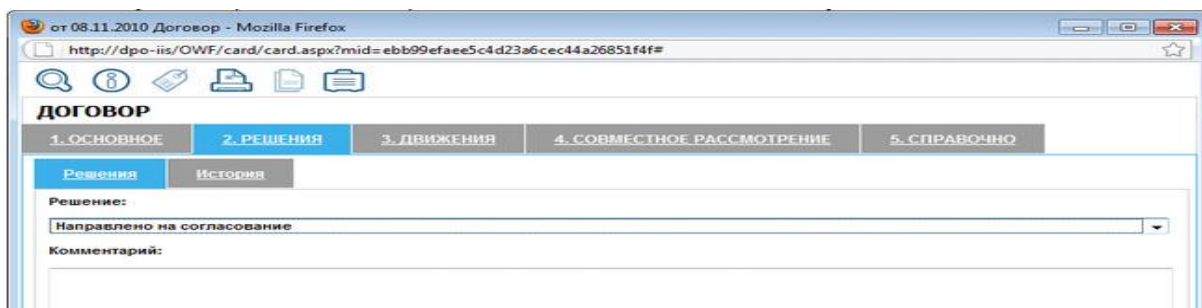 от 08.11.2010 Договор - Mozilla Firefox
http://dpo-iis/OWF/card/card.aspx?mid=ebb99efaee5c4d23a6cec44a26851f4f#
ДОГОВОР
1. ОСНОВНОЕ 2. РЕШЕНИЯ 3. ДВИЖЕНИЯ 4. СОВМЕСТНОЕ РАССМОТРЕНИЕ 5. СПРАВОЧНО
Решения История
Решение:
Направлено на согласование
Комментарий: